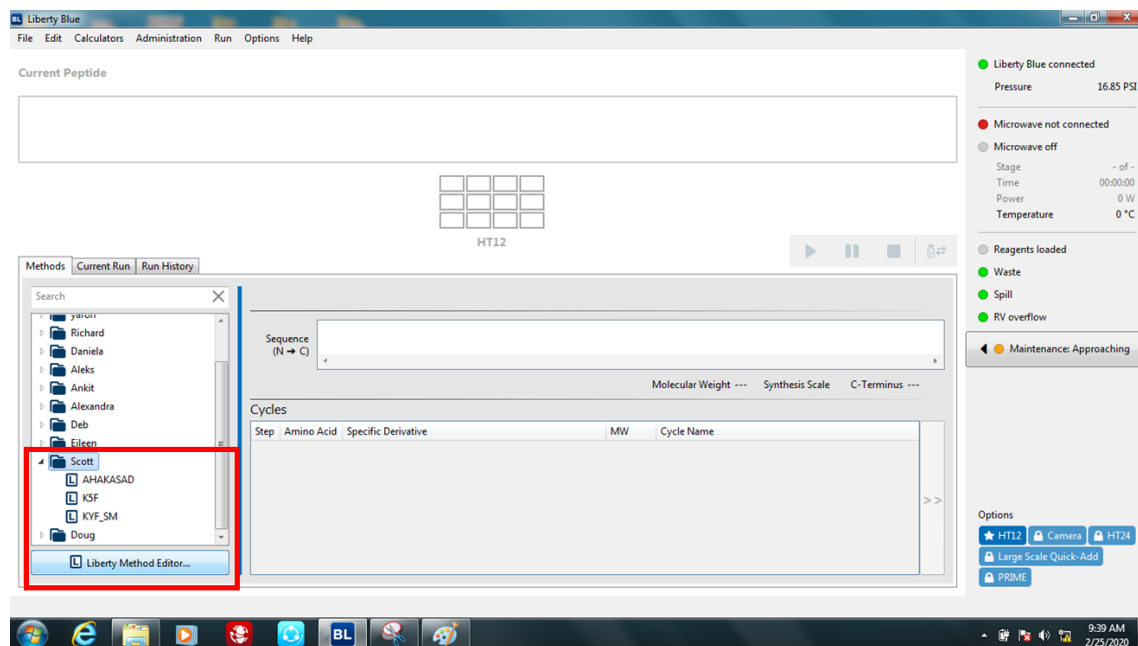 BL Liberty Blue
File Edit Calculators Administration Run Options Help
Current Peptide
HT12
Methods Current Run Run History
Search
yaron
Richard
Daniela
Aleks
Ankit
Alexandra
Deb
Eileen
Scott
L AHAKASAD
L K5F
L KYF_SM
Doug
L Liberty Method Editor...
Sequence
(N → C)
Molecular Weight --- Synthesis Scale C-Terminus ---
Cycles
Step Amino Acid Specific Derivative MW Cycle Name
>>
Liberty Blue connected
Pressure 16.85 PSI
Microwave not connected
Microwave off
Stage - of -
Time 00:00:00
Power 0 W
Temperature 0 °C
Reagents loaded
Waste
Spill
RV overflow
Maintenance: Approaching
Options
HT12 Camera HT24
Large Scale Quick-Add
PRIME
BL
9:39 AM
2/25/2020